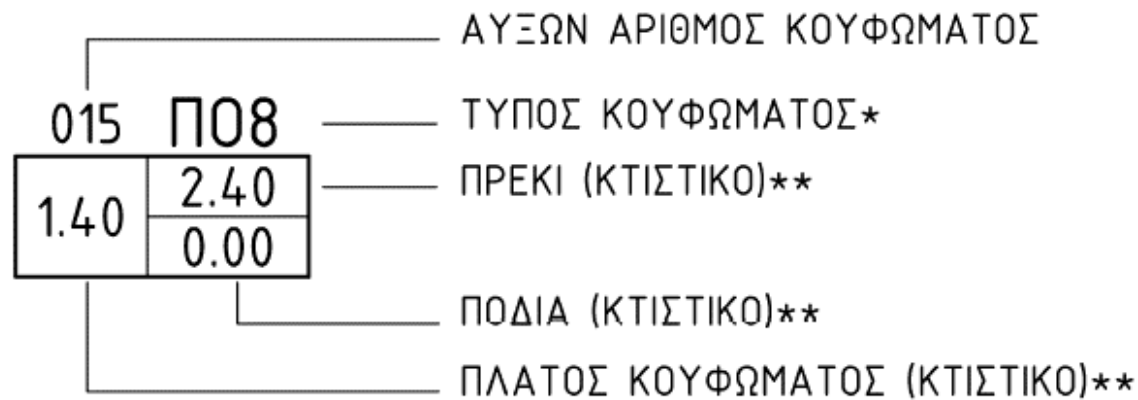 ΑΥΞΩΝ ΑΡΙΘΜΟΣ ΚΟΥΦΩΜΑΤΟΣ
015 ΠΟ8 ΤΥΠΟΣ ΚΟΥΦΩΜΑΤΟΣ*
1.40 2.40 ΠΡΕΚΙ (ΚΤΙΣΤΙΚΟ)**
0.00
ΠΟΔΙΑ (ΚΤΙΣΤΙΚΟ)**
ΠΛΑΤΟΣ ΚΟΥΦΩΜΑΤΟΣ (ΚΤΙΣΤΙΚΟ)**